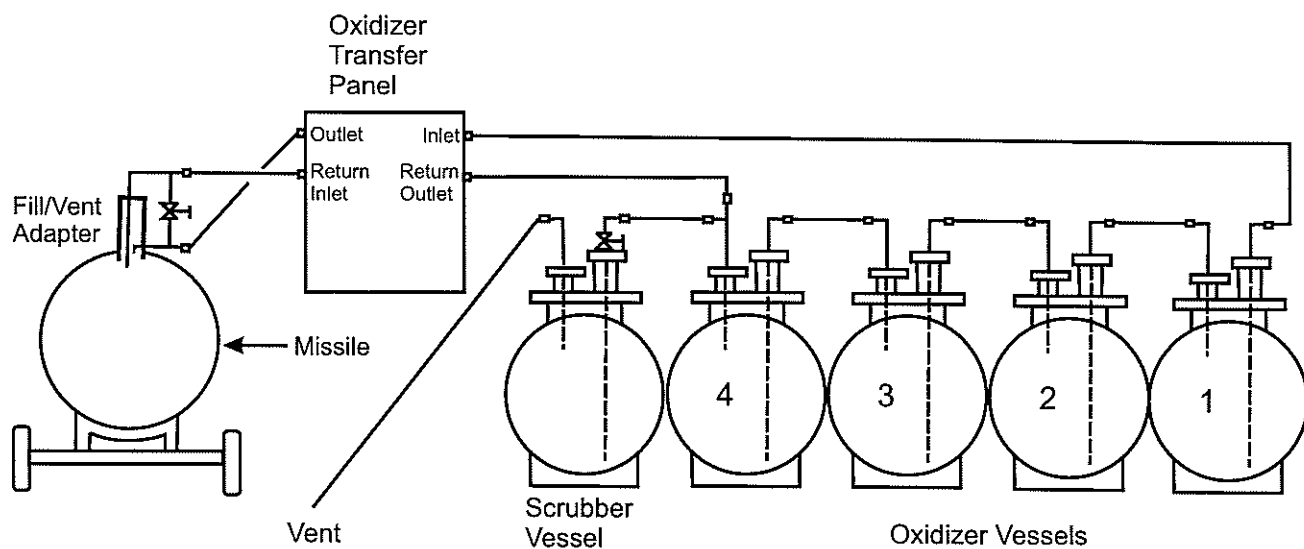 Oxidizer
Transfer
Panel
Outlet
Inlet
Return
Inlet
Return
Outlet
Fill/Vent
Adapter
Missile
4
3
2
1
Vent
Scrubber
Vessel
Oxidizer Vessels